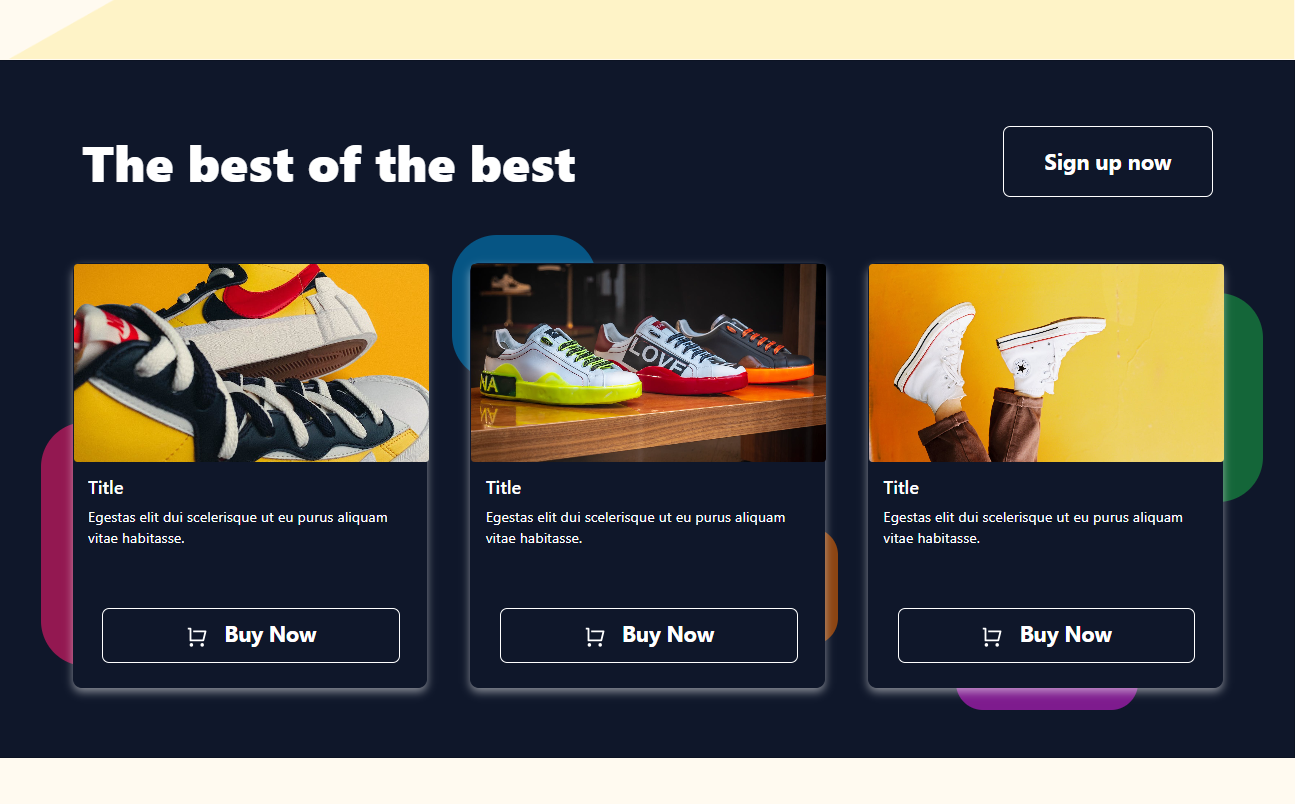 The best of the best
Sign up now
NA
LOVE
Title
Egestas elit dui scelerisque ut eu purus aliquam
vitae habitasse.
Buy Now
Title
Egestas elit dui scelerisque ut eu purus aliquam
vitae habitasse.
Buy Now
Title
Egestas elit dui scelerisque ut eu purus aliquam
vitae habitasse.
Buy Now